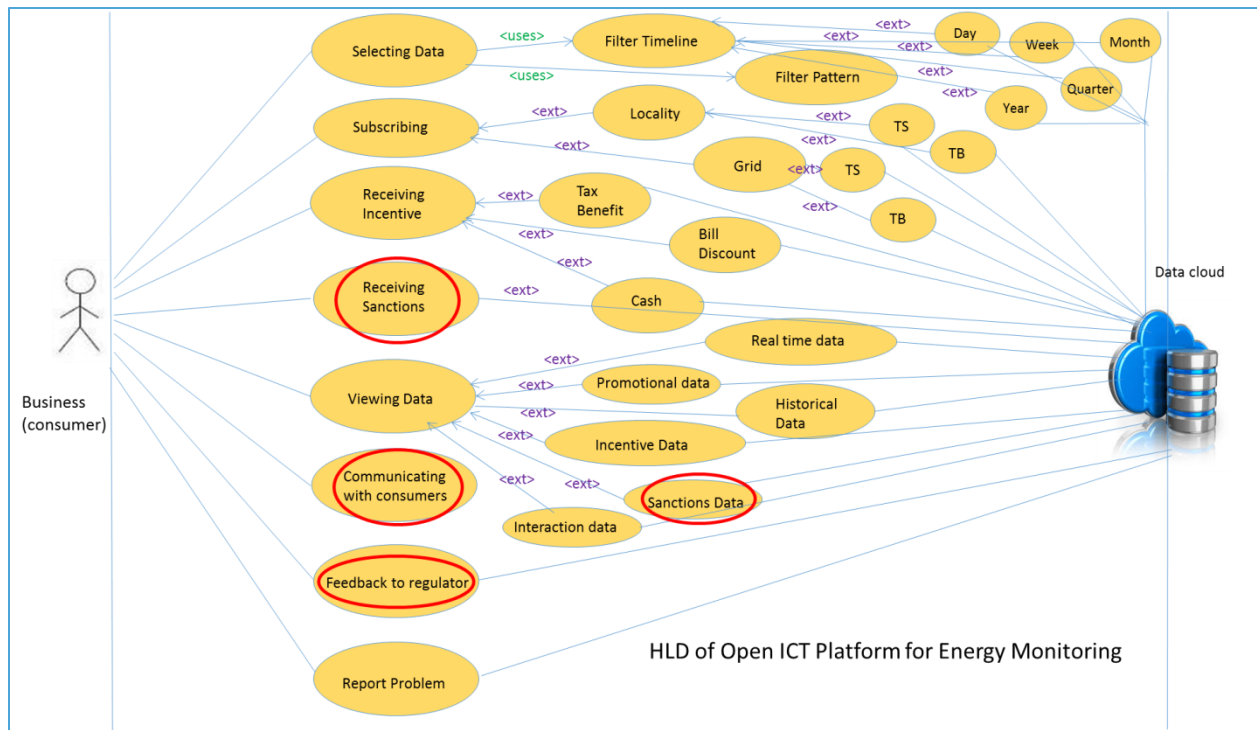 <ext>
Day
<uses>
<ext>
Selecting Data
Filter Timeline
Week
Month
<ext>
<uses>
<ext>
Filter Pattern
Quarter
<ext>
Year
<ext>
Locality
<ext>
TS
Subscribing
<ext>
<ext>
TB
Grid
<ext>
TS
Receiving
Incentive
<ext>
Tax
Benefit
<ext>
TB
<ext>
Bill
Discount
<ext>
Data cloud
Receiving
Sanctions
<ext>
Cash
Real time data
<ext>
Promotional data
<ext>
Viewing Data
Historical
Data
<ext>
Business
(consumer)
<ext>
Incentive Data
Communicating
with consumers
<ext>
<ext>
Sanctions Data
Interaction data
Feedback to regulator
HLD of Open ICT Platform for Energy Monitoring
Report Problem